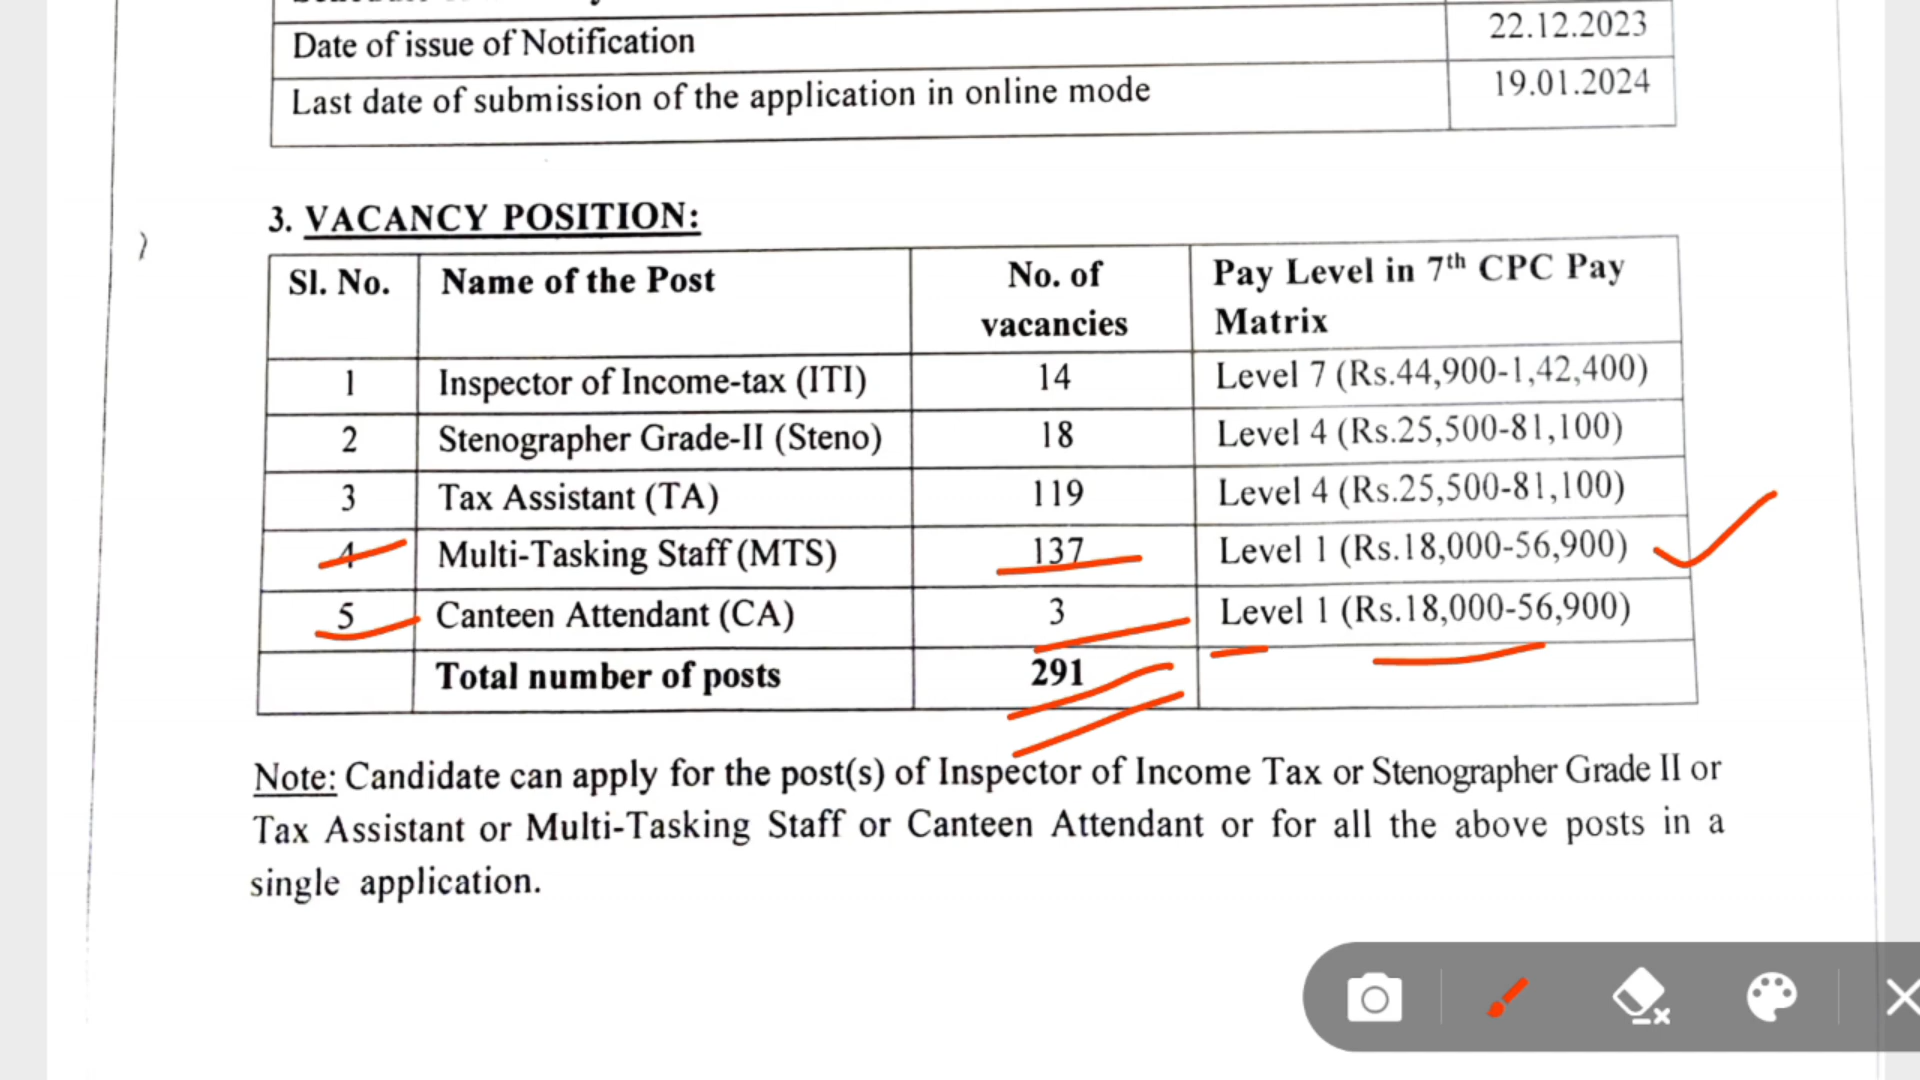 Date of issue of Notification 22.12.2023
Last date of submission of the application in online mode 19.01.2024
3. VACANCY POSITION:
Sl. No. Name of the Post No. of vacancies Pay Level in 7th CPC Pay Matrix
1 Inspector of Income-tax (ITI) 14 Level 7 (Rs.44,900-1,42,400)
2 Stenographer Grade-II (Steno) 18 Level 4 (Rs.25,500-81,100)
3 Tax Assistant (TA) 119 Level 4 (Rs.25,500-81,100)
4 Multi-Tasking Staff (MTS) 137 Level 1 (Rs.18,000-56,900)
5 Canteen Attendant (CA) 3 Level 1 (Rs.18,000-56,900)
Total number of posts 291
Note: Candidate can apply for the post(s) of Inspector of Income Tax or Stenographer Grade II or
Tax Assistant or Multi-Tasking Staff or Canteen Attendant or for all the above posts in a
single application.